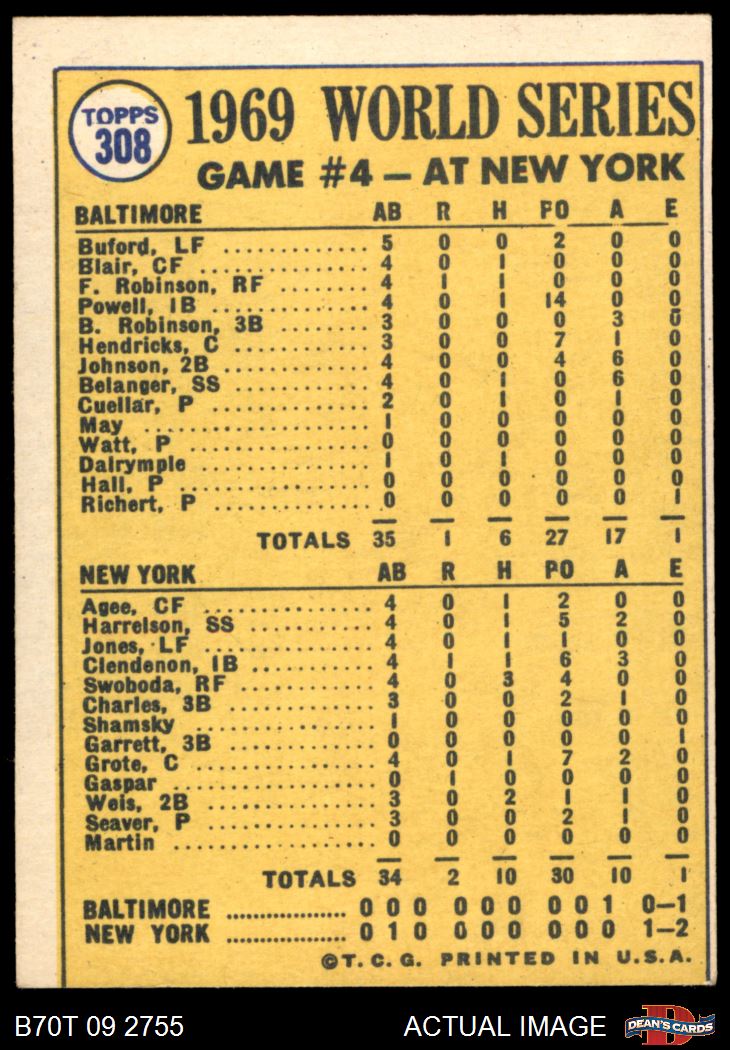 TOPPS
308
1969 WORLD SERIES
GAME #4 — AT NEW YORK
BALTIMORE AB R H PO A E
Buford, LF .............. 5 0 0 2 0 0
Blair, CF ................ 4 0 1 0 0 0
F. Robinson, RF ........ 4 1 1 0 0 0
Powell, 1B .............. 4 0 1 14 0 0
B. Robinson, 3B ........ 3 0 0 0 3 0
Hendricks, C ............ 3 0 0 7 1 0
Johnson, 2B ............. 4 0 0 4 6 0
Belanger, SS ............ 4 0 1 0 6 0
Cuellar, P .............. 2 0 1 0 1 0
May ..................... 1 0 0 0 0 0
Watt, P ................. 0 0 0 0 0 0
Dalrymple ............... 1 0 1 0 0 0
Hall, P ................. 0 0 0 0 0 0
Richert, P .............. 0 0 0 0 0 1
TOTALS 35 1 6 27 17 1
NEW YORK AB R H PO A E
Agee, CF ................ 4 0 1 2 0 0
Harrelson, SS ........... 4 0 1 5 2 0
Jones, LF ............... 4 0 1 1 0 0
Clendenon, 1B ........... 4 1 1 6 3 0
Swoboda, RF ............. 4 0 3 4 0 0
Charles, 3B ............. 3 0 0 2 1 0
Shamsky ................. 1 0 0 0 0 0
Garrett, 3B ............. 0 0 0 0 0 1
Grote, C ................ 4 0 1 7 2 0
Gaspar .................. 0 1 0 0 0 0
Weis, 2B ................ 3 0 2 1 1 0
Seaver, P ............... 3 0 0 2 1 0
Martin .................. 0 0 0 0 0 0
TOTALS 34 2 10 30 10 1
BALTIMORE .................. 0 0 0 0 0 0 0 0 1 0—1
NEW YORK .................. 0 1 0 0 0 0 0 0 0 1—2
©T. C. G. PRINTED IN U.S.A.
B70T 09 2755 ACTUAL IMAGE D DEAN'S CARDS